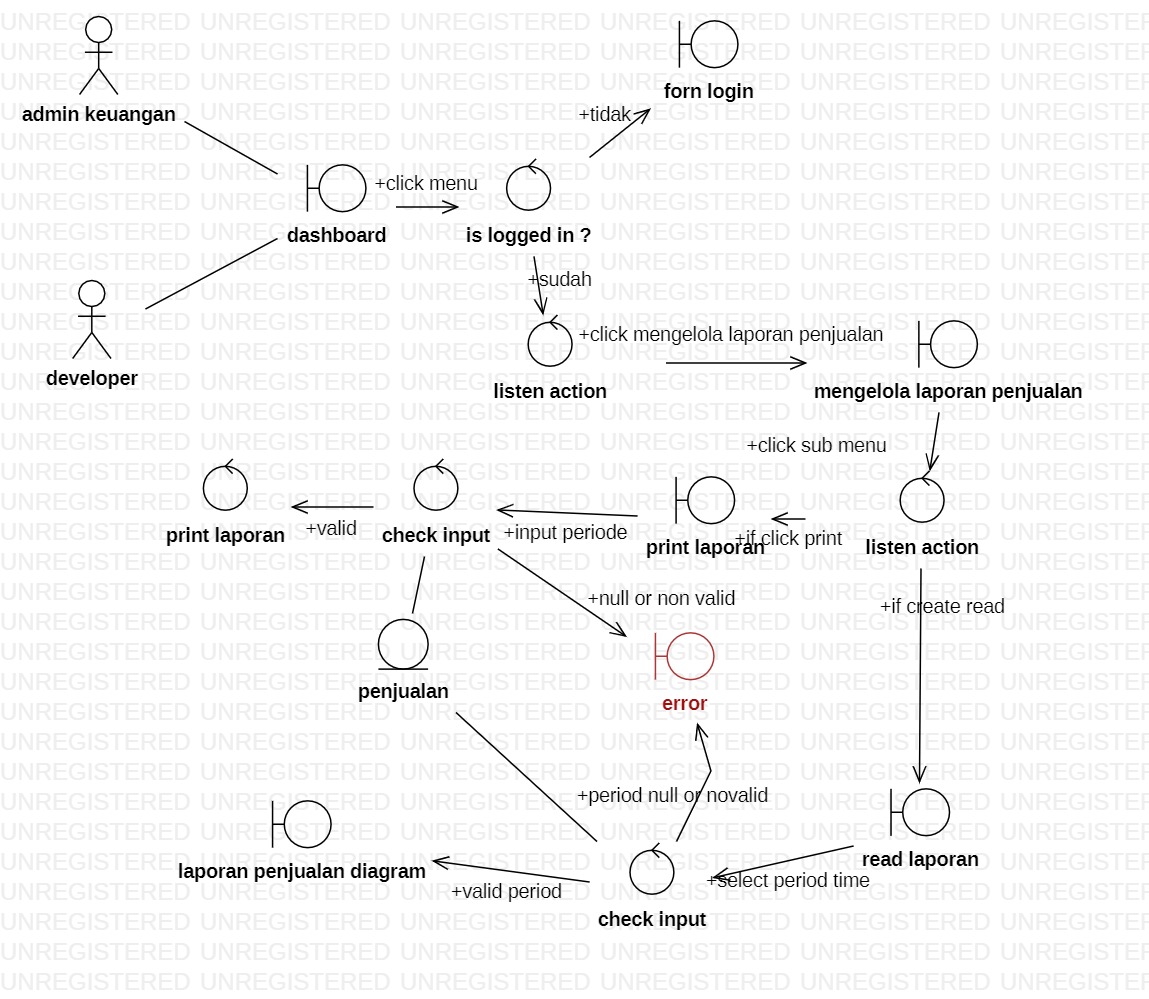 admin keuangan
forn login
+tidak
+click menu
dashboard
is logged in ?
+sudah
developer
+click mengelola laporan penjualan
listen action
mengelola laporan penjualan
+click sub menu
print laporan
+valid
check input
+input periode
print laporan
+if click print
listen action
+null or non valid
+if create read
penjualan
error
+period null or novalid
laporan penjualan diagram
read laporan
+select period time
+valid period
check input
UNREGISTERED